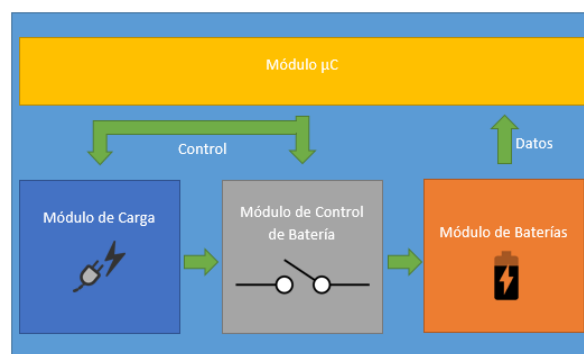 Módulo µC
Control
Datos
Módulo de Carga
Módulo de Control
de Batería
Módulo de Baterías